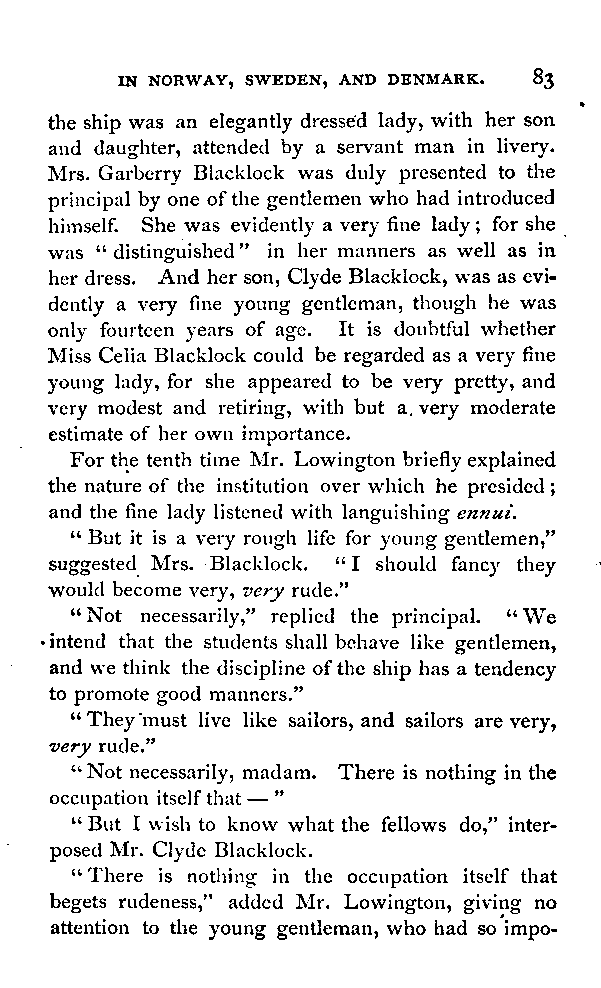 IN NORWAY, SWEDEN, AND DENMARK. 83
the ship was an elegantly dressed lady, with her son
and daughter, attended by a servant man in livery.
Mrs. Garberry Blacklock was duly presented to the
principal by one of the gentlemen who had introduced
himself. She was evidently a very fine lady; for she
was “distinguished” in her manners as well as in
her dress. And her son, Clyde Blacklock, was as evi-
dently a very fine young gentleman, though he was
only fourteen years of age. It is doubtful whether
Miss Celia Blacklock could be regarded as a very fine
young lady, for she appeared to be very pretty, and
very modest and retiring, with but a very moderate
estimate of her own importance.
For the tenth time Mr. Lowington briefly explained
the nature of the institution over which he presided;
and the fine lady listened with languishing ennui.
“But it is a very rough life for young gentlemen,”
suggested Mrs. Blacklock. “I should fancy they
would become very, very rude.”
“Not necessarily,” replied the principal. “We
intend that the students shall behave like gentlemen,
and we think the discipline of the ship has a tendency
to promote good manners.”
“They must live like sailors, and sailors are very,
very rude.”
“Not necessarily, madam. There is nothing in the
occupation itself that — ”
“But I wish to know what the fellows do,” inter-
posed Mr. Clyde Blacklock.
“There is nothing in the occupation itself that
begets rudeness,” added Mr. Lowington, giving no
attention to the young gentleman, who had so impo-